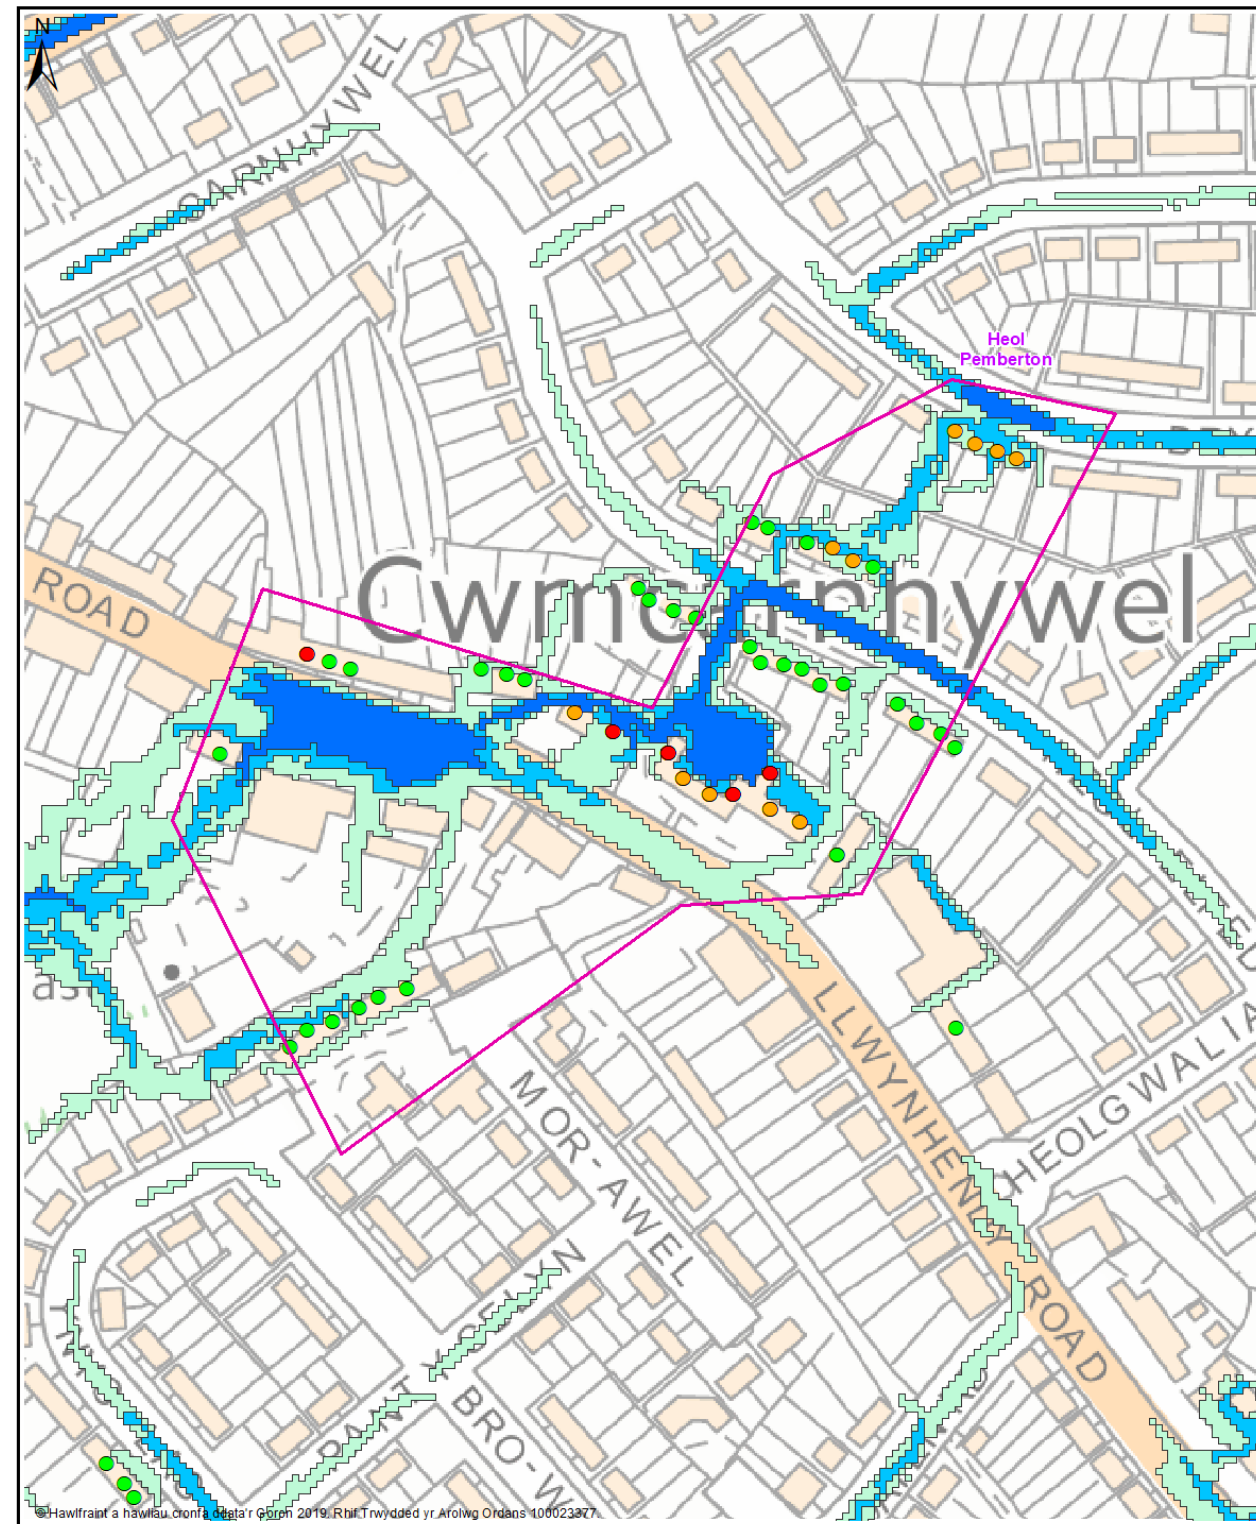 N
GARNHYWEL
Heol
Pemberton
ROAD
Cwmcarnhywel
LLWYNHENDY ROAD
HEOLGWALIA
MOR-AWEL
BRO-W
©Hawlfraint a hawliau cronfa ddata'r Goron 2019. Rhif Trwydded yr Arolwg Ordans 100023377.